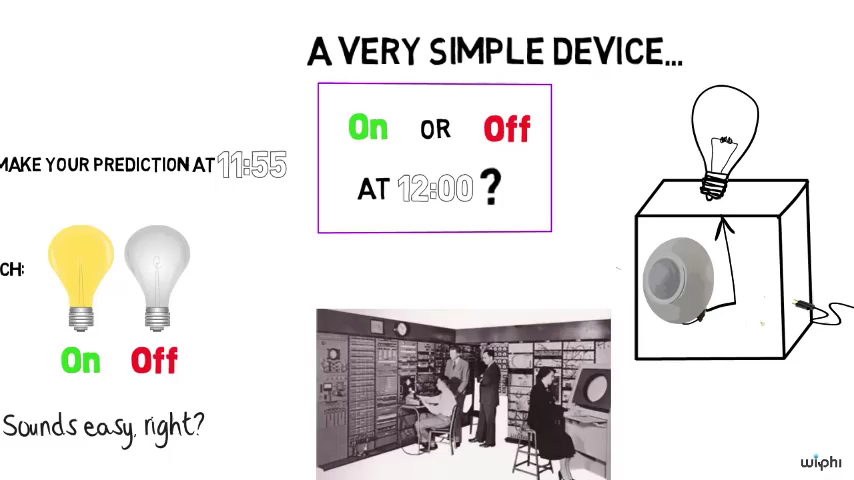 A VERY SIMPLE DEVICE...
On OR Off
AT 12:00 ?
MAKE YOUR PREDICTION AT 11:55
CH:
On Off
Sounds easy, right?
wiphi